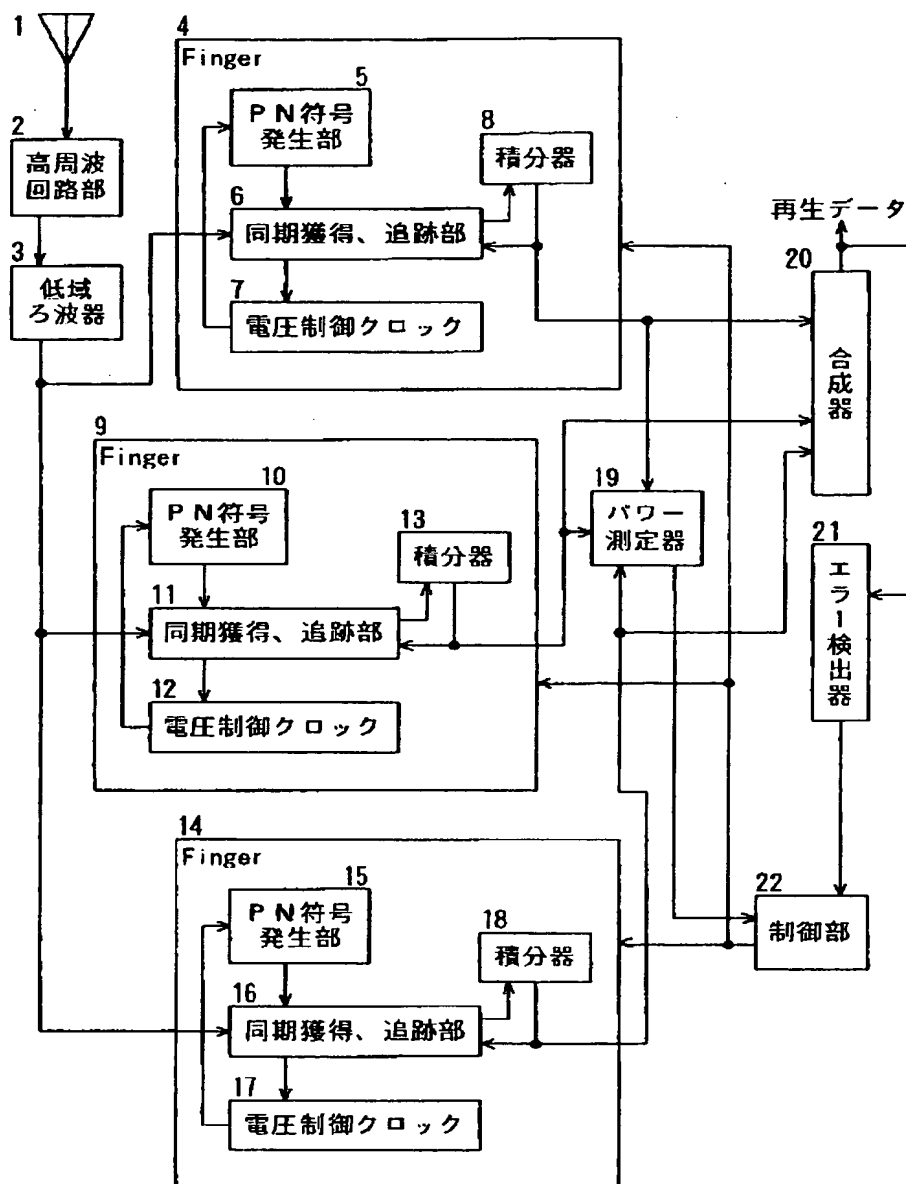 1
2
高周波
回路部
3
低域
ろ波器
4
Finger
5
PN符号
発生部
6
同期獲得、追跡部
7
電圧制御クロック
8
積分器
9
Finger
10
PN符号
発生部
11
同期獲得、追跡部
12
電圧制御クロック
13
積分器
14
Finger
15
PN符号
発生部
16
同期獲得、追跡部
17
電圧制御クロック
18
積分器
19
パワー
測定器
再生データ
20
合成器
21
エラー検出器
22
制御部